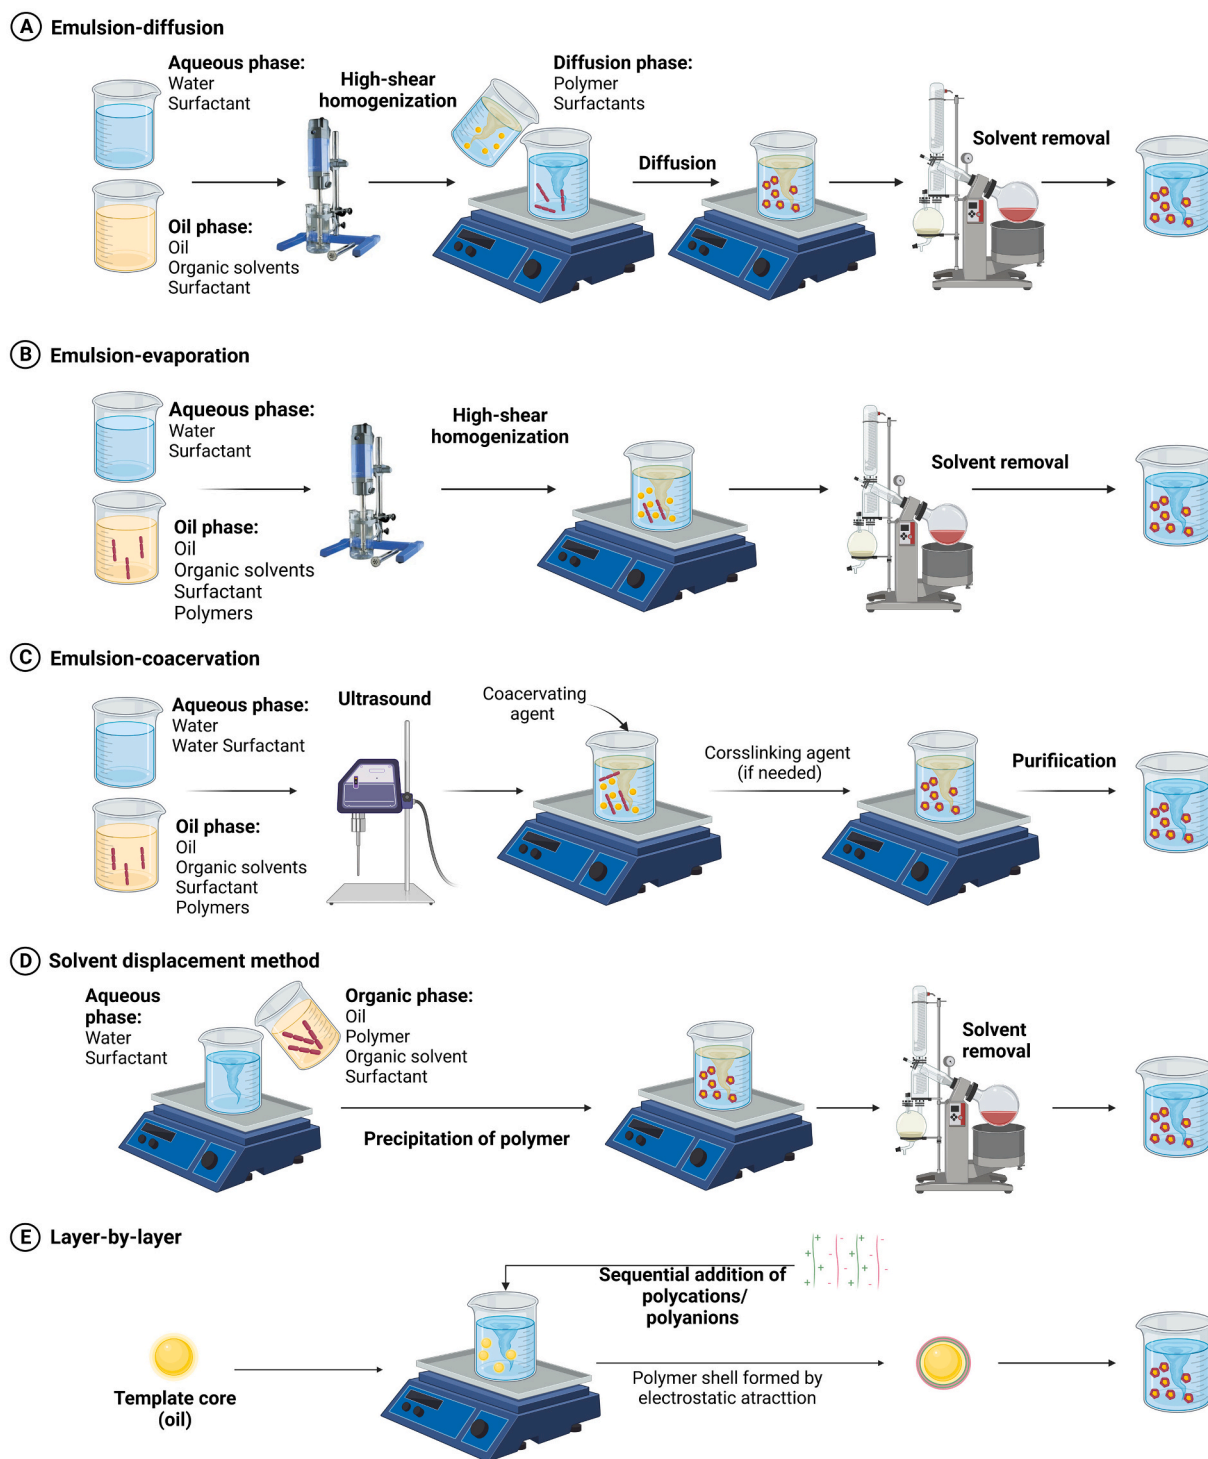 A Emulsion-diffusion
Aqueous phase:
Water
Surfactant
Oil phase:
Oil
Organic solvents
Surfactant
High-shear
homogenization
Diffusion phase:
Polymer
Surfactants
Diffusion
Solvent removal
B Emulsion-evaporation
Aqueous phase:
Water
Surfactant
Oil phase:
Oil
Organic solvents
Surfactant
Polymers
High-shear
homogenization
Solvent removal
C Emulsion-coacervation
Aqueous phase:
Water
Water Surfactant
Oil phase:
Oil
Organic solvents
Surfactant
Polymers
Ultrasound
Coacervating
agent
Corsslinking agent
(if needed)
Purifiication
D Solvent displacement method
Aqueous
phase:
Water
Surfactant
Organic phase:
Oil
Polymer
Organic solvent
Surfactant
Precipitation of polymer
Solvent
removal
E Layer-by-layer
Template core
(oil)
Sequential addition of
polycations/
polyanions
Polymer shell formed by
electrostatic atracttion